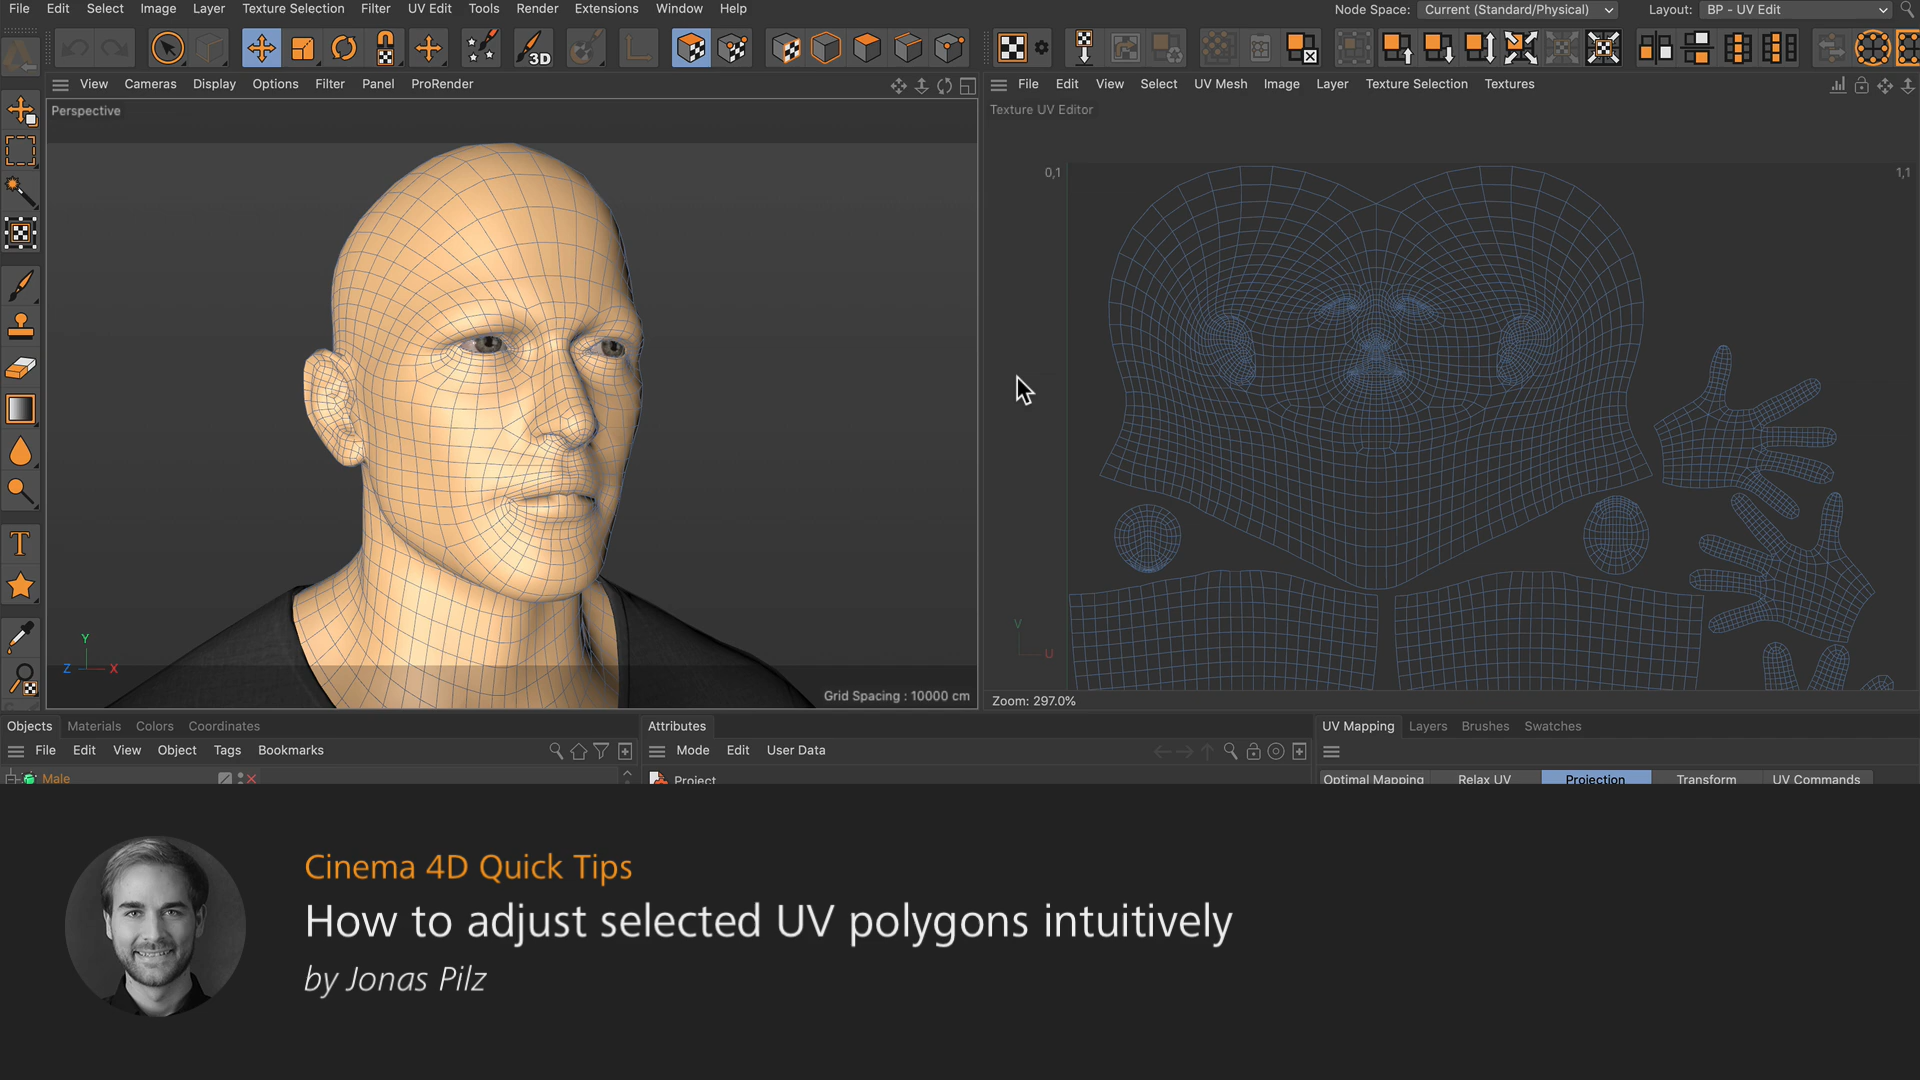 File Edit Select Image Layer Texture Selection Filter UV Edit Tools Render Extensions Window Help
Node Space: Current (Standard/Physical) Layout: BP - UV Edit
3D
View Cameras Display Options Filter Panel ProRender
File Edit View Select UV Mesh Image Layer Texture Selection Textures
Perspective
Texture UV Editor
0,1
1,1
T
Y
Z
X
Grid Spacing : 10000 cm
V
U
Zoom: 297.0%
Objects Materials Colors Coordinates
File Edit View Object Tags Bookmarks
Male
Attributes
Mode Edit User Data
Project
UV Mapping Layers Brushes Swatches
Optimal Mapping Relax UV Projection Transform UV Commands
Cinema 4D Quick Tips
How to adjust selected UV polygons intuitively
by Jonas Pilz